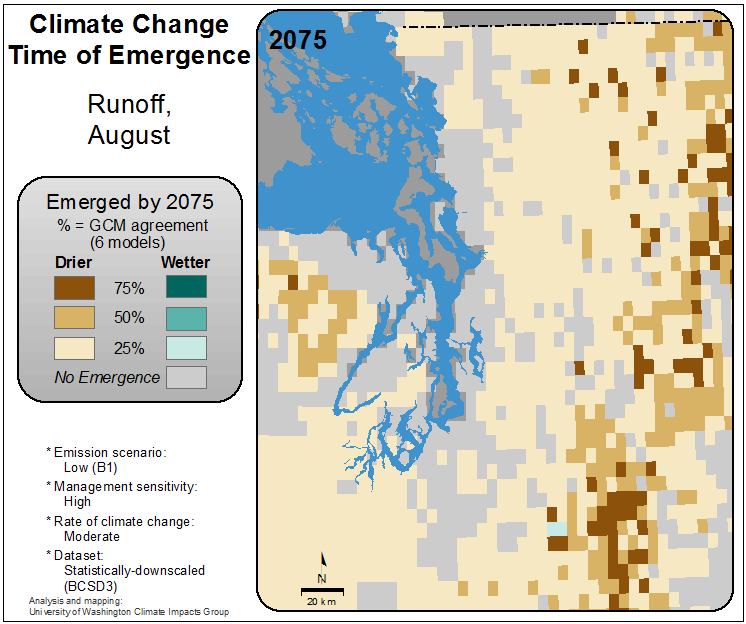 Climate Change
Time of Emergence
Runoff,
August
Emerged by 2075
% = GCM agreement
(6 models)
Drier Wetter
75%
50%
25%
No Emergence
* Emission scenario:
Low (B1)
* Management sensitivity:
High
* Rate of climate change:
Moderate
* Dataset:
Statistically-downscaled
(BCSD3)
Analysis and mapping:
University of Washington Climate Impacts Group
2075
N
20 km